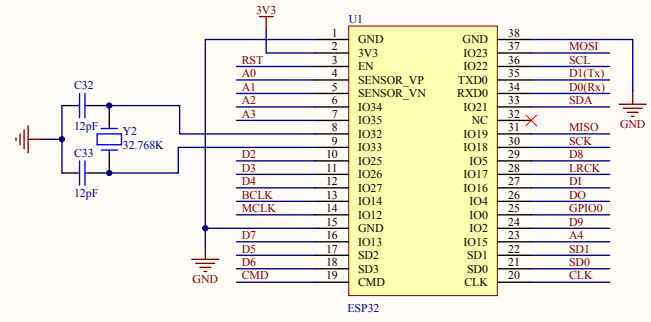 3V3
U1
1 GND GND 38
2 3V3 IO23 37 MOSI
RST 3 EN IO22 36 SCL
A0 4 SENSOR_VP TXD0 35 D1(Tx)
A1 5 SENSOR_VN RXD0 34 D0(Rx)
A2 6 IO34 IO21 33 SDA
A3 7 IO35 NC 32
8 IO32 IO19 31 MISO
9 IO33 IO18 30 SCK
D2 10 IO25 IO5 29 D8
D3 11 IO26 IO17 28 LRCK
D4 12 IO27 IO16 27 DI
BCLK 13 IO14 IO4 26 DO
MCLK 14 IO12 IO0 25 GPIO0
15 GND IO2 24 D9
D7 16 IO13 IO15 23 A4
D5 17 SD2 SD1 22 SD1
D6 18 SD3 SD0 21 SD0
CMD 19 CMD CLK 20 CLK
ESP32
C32
12pF
Y2
32.768K
C33
12pF
GND
GND